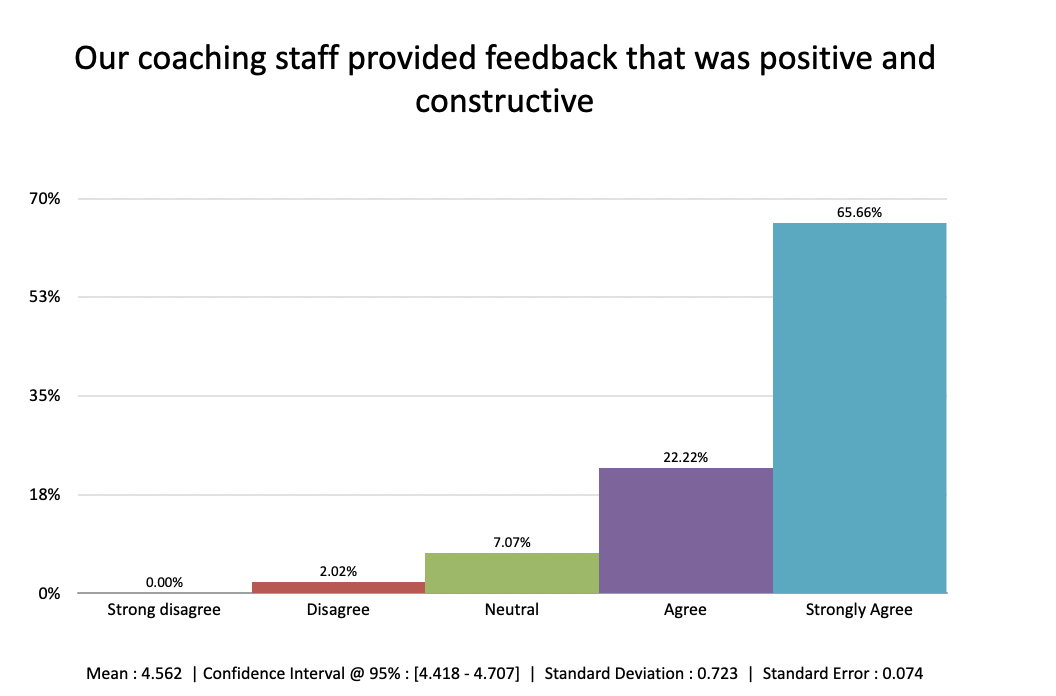 Our coaching staff provided feedback that was positive and
constructive
70%
65.66%
53%
35%
22.22%
18%
7.07%
2.02%
0.00%
0%
Strong disagree Disagree Neutral Agree Strongly Agree
Mean : 4.562 | Confidence Interval @ 95% : [4.418 - 4.707] | Standard Deviation : 0.723 | Standard Error : 0.074